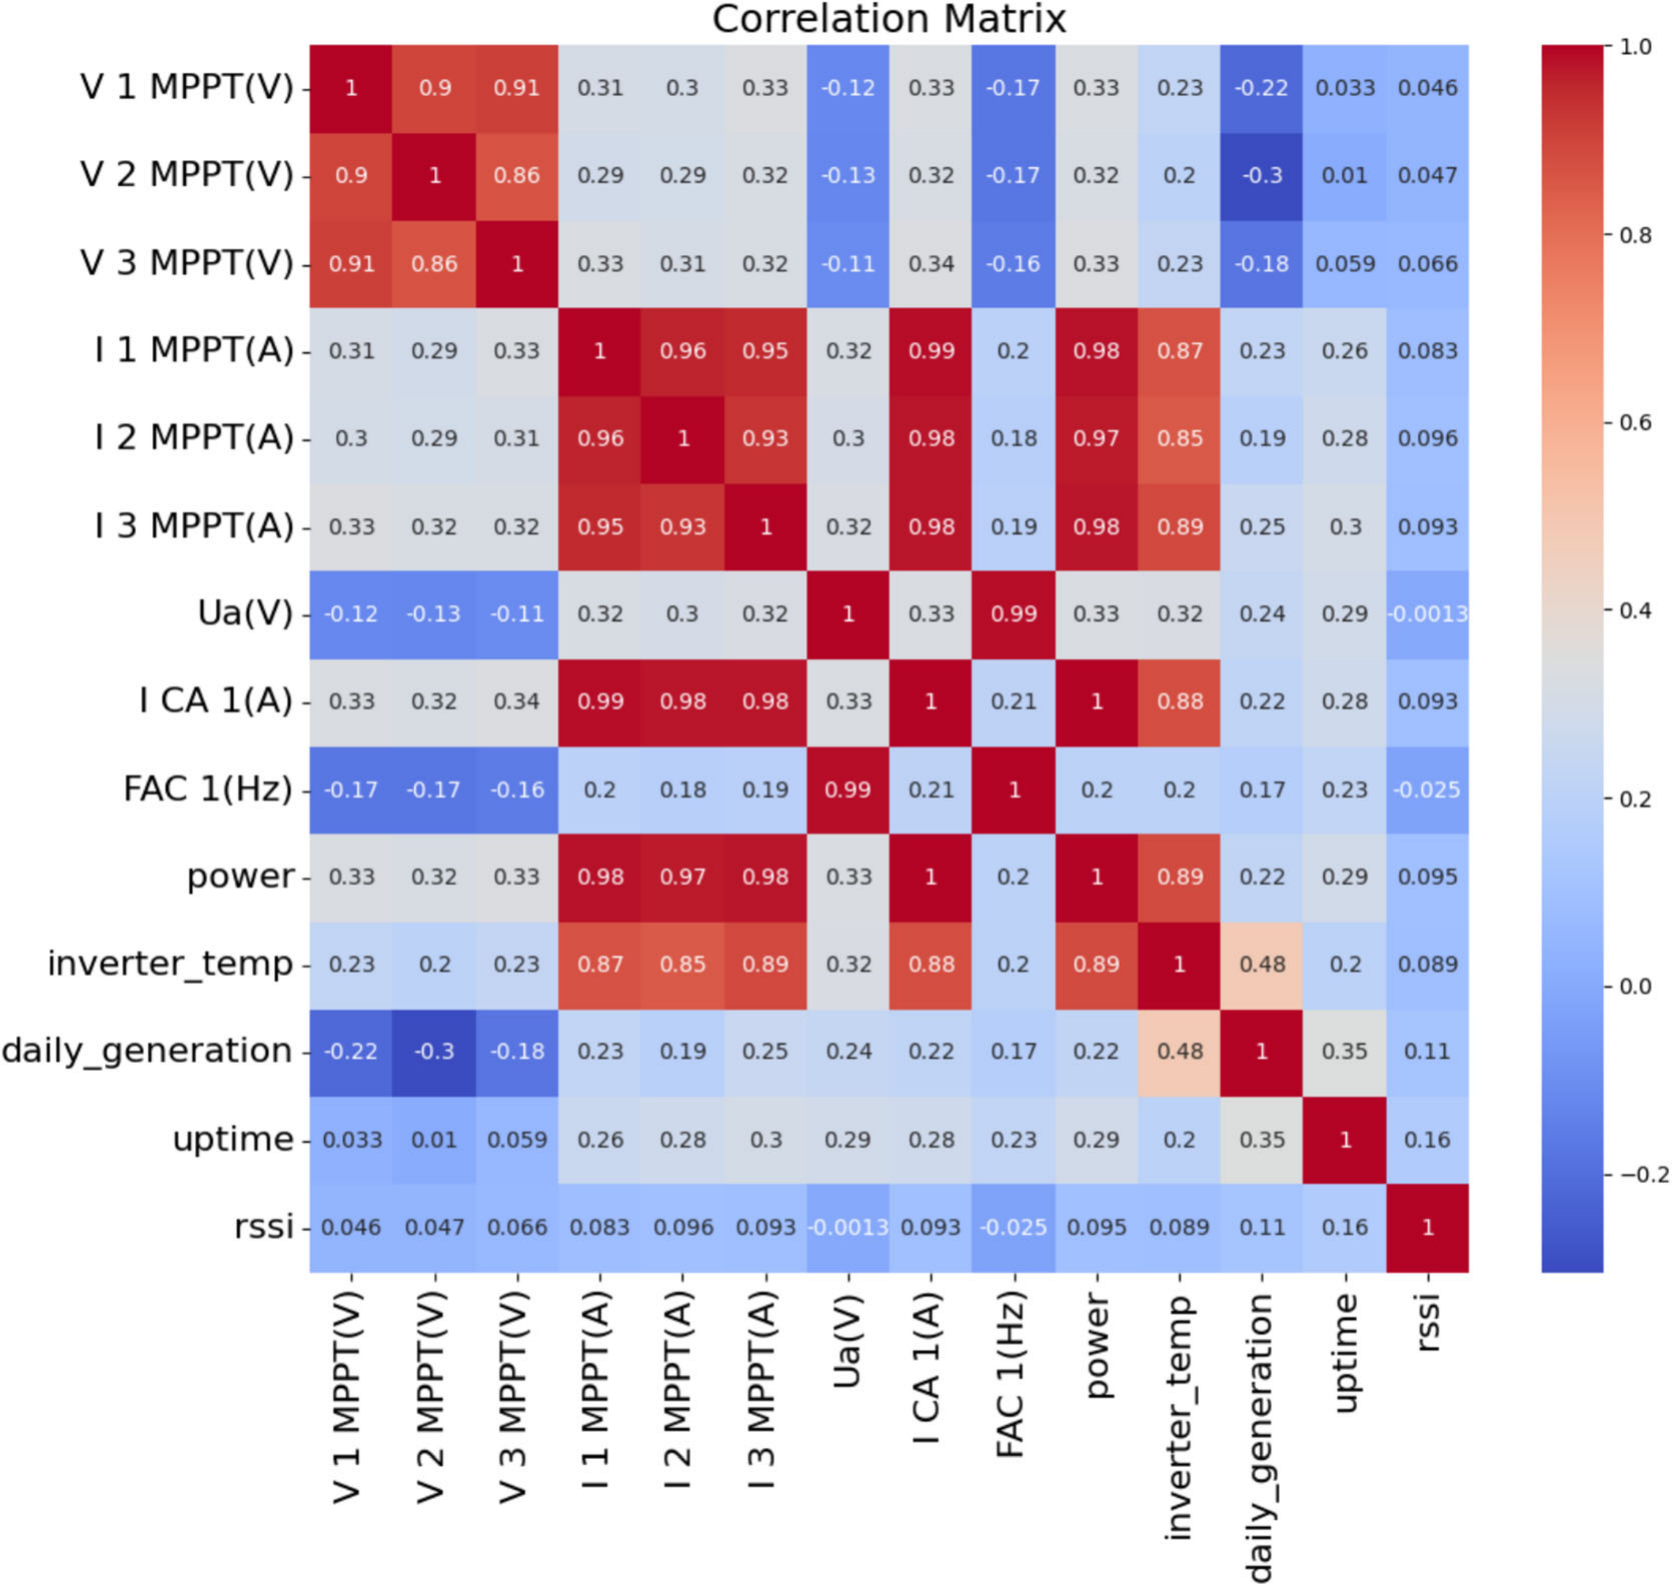 Correlation Matrix
V 1 MPPT(V) 1 0.9 0.91 0.31 0.3 0.33 -0.12 0.33 -0.17 0.33 0.23 -0.22 0.033 0.046
V 2 MPPT(V) 0.9 1 0.86 0.29 0.29 0.32 -0.13 0.32 -0.17 0.32 0.2 -0.3 0.01 0.047
V 3 MPPT(V) 0.91 0.86 1 0.33 0.31 0.32 -0.11 0.34 -0.16 0.33 0.23 -0.18 0.059 0.066
I 1 MPPT(A) 0.31 0.29 0.33 1 0.96 0.95 0.32 0.99 0.2 0.98 0.87 0.23 0.26 0.083
I 2 MPPT(A) 0.3 0.29 0.31 0.96 1 0.93 0.3 0.98 0.18 0.97 0.85 0.19 0.28 0.096
I 3 MPPT(A) 0.33 0.32 0.32 0.95 0.93 1 0.32 0.98 0.19 0.98 0.89 0.25 0.3 0.093
Ua(V) -0.12 -0.13 -0.11 0.32 0.3 0.32 1 0.33 0.99 0.33 0.32 0.24 0.29 -0.0013
I CA 1(A) 0.33 0.32 0.34 0.99 0.98 0.98 0.33 1 0.21 1 0.88 0.22 0.28 0.093
FAC 1(Hz) -0.17 -0.17 -0.16 0.2 0.18 0.19 0.99 0.21 1 0.2 0.2 0.17 0.23 -0.025
power 0.33 0.32 0.33 0.98 0.97 0.98 0.33 1 0.2 1 0.89 0.22 0.29 0.095
inverter_temp 0.23 0.2 0.23 0.87 0.85 0.89 0.32 0.88 0.2 0.89 1 0.48 0.2 0.089
daily_generation -0.22 -0.3 -0.18 0.23 0.19 0.25 0.24 0.22 0.17 0.22 0.48 1 0.35 0.11
uptime 0.033 0.01 0.059 0.26 0.28 0.3 0.29 0.28 0.23 0.29 0.2 0.35 1 0.16
rssi 0.046 0.047 0.066 0.083 0.096 0.093 -0.0013 0.093 -0.025 0.095 0.089 0.11 0.16 1
V 1 MPPT(V)
V 2 MPPT(V)
V 3 MPPT(V)
I 1 MPPT(A)
I 2 MPPT(A)
I 3 MPPT(A)
Ua(V)
I CA 1(A)
FAC 1(Hz)
power
inverter_temp
daily_generation
uptime
rssi
1.0
0.8
0.6
0.4
0.2
0.0
−0.2